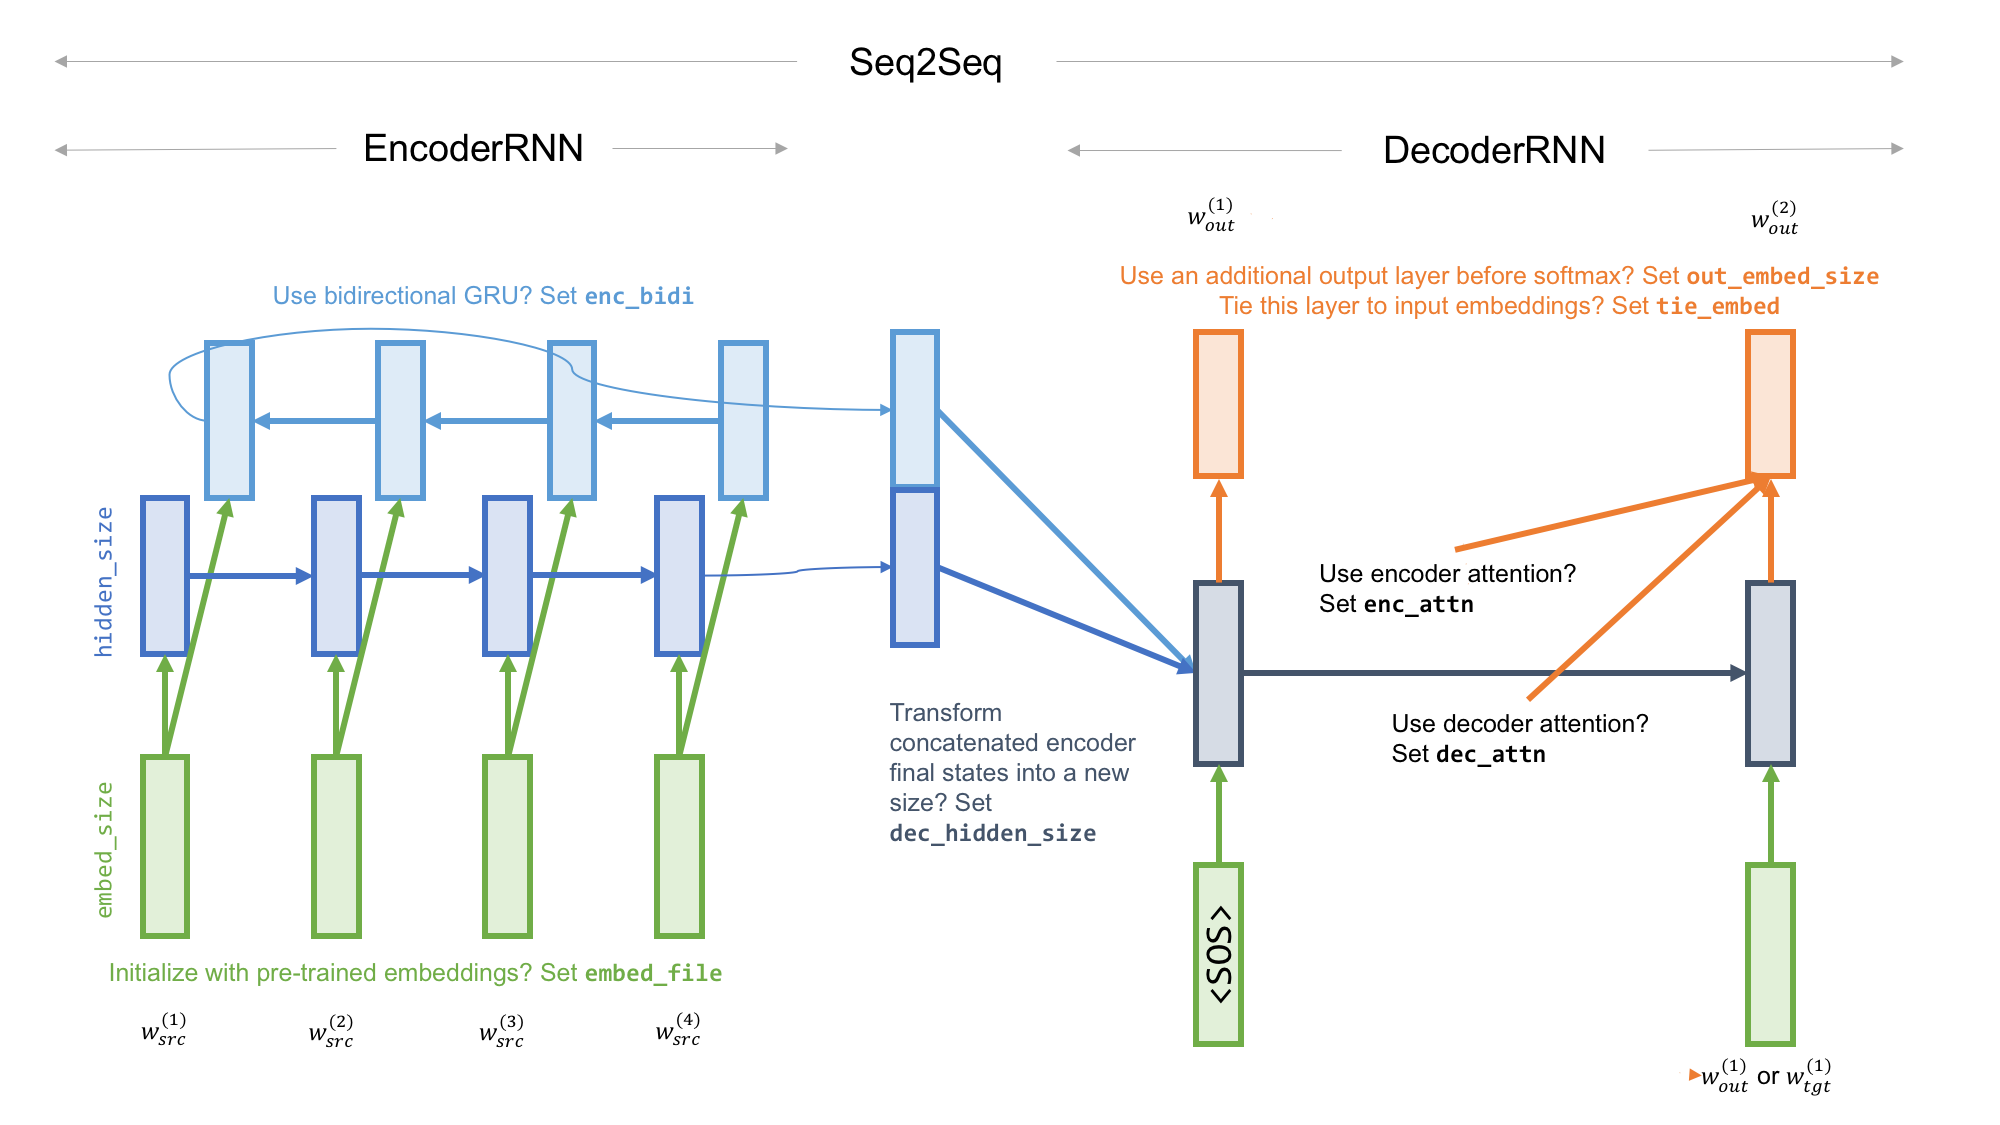 Seq2Seq
EncoderRNN
DecoderRNN
w_{out}^{(1)}
w_{out}^{(2)}
Use bidirectional GRU? Set enc_bidi
Use an additional output layer before softmax? Set out_embed_size
Tie this layer to input embeddings? Set tie_embed
hidden_size
Use encoder attention?
Set enc_attn
Transform
concatenated encoder
final states into a new
size? Set
dec_hidden_size
Use decoder attention?
Set dec_attn
embed_size
<SOS>
Initialize with pre-trained embeddings? Set embed_file
w_{src}^{(1)} w_{src}^{(2)} w_{src}^{(3)} w_{src}^{(4)}
w_{out}^{(1)} or w_{tgt}^{(1)}